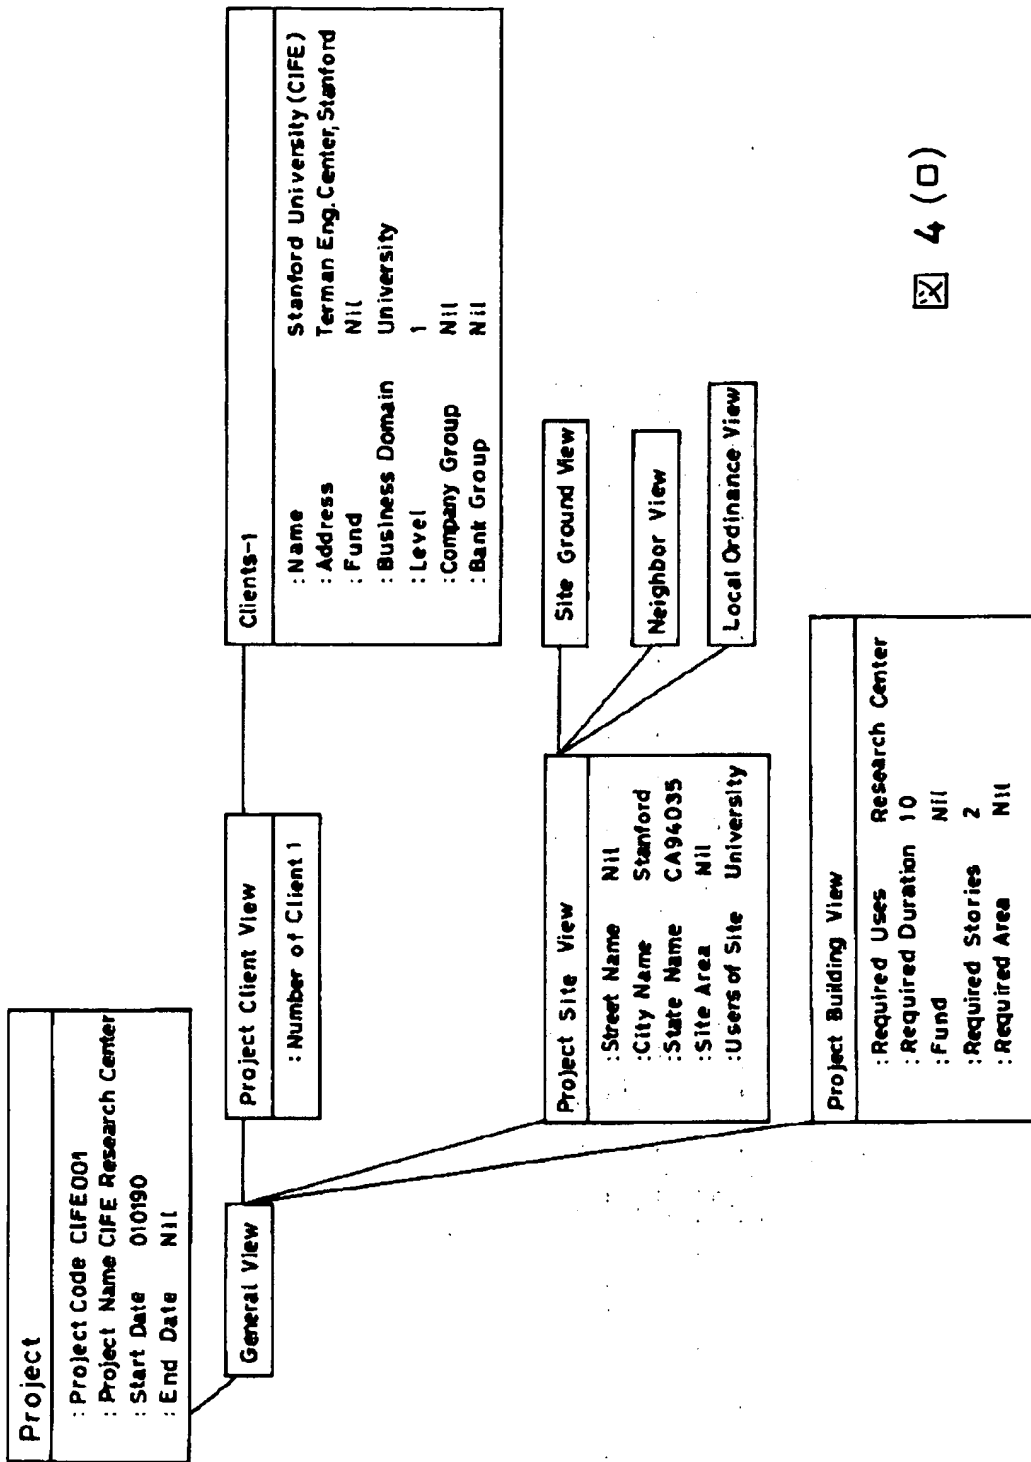 Project
: Project Code CIFE001
: Project Name CIFE Research Center
: Start Date 010190
: End Date Nil
General View
Project Client View
: Number of Client 1
Clients-1
: Name Stanford University (CIFE)
: Address Terman Eng. Center, Stanford
: Fund Nil
: Business Domain University
: Level 1
: Company Group Nil
: Bank Group Nil
Project Site View
: Street Name Nil
: City Name Stanford
: State Name CA94035
: Site Area Nil
: Users of Site University
Site Ground View
Neighbor View
Local Ordinance View
Project Building View
: Required Uses Research Center
: Required Duration 10
: Fund Nil
: Required Stories 2
: Required Area Nil
図 4 (ロ)